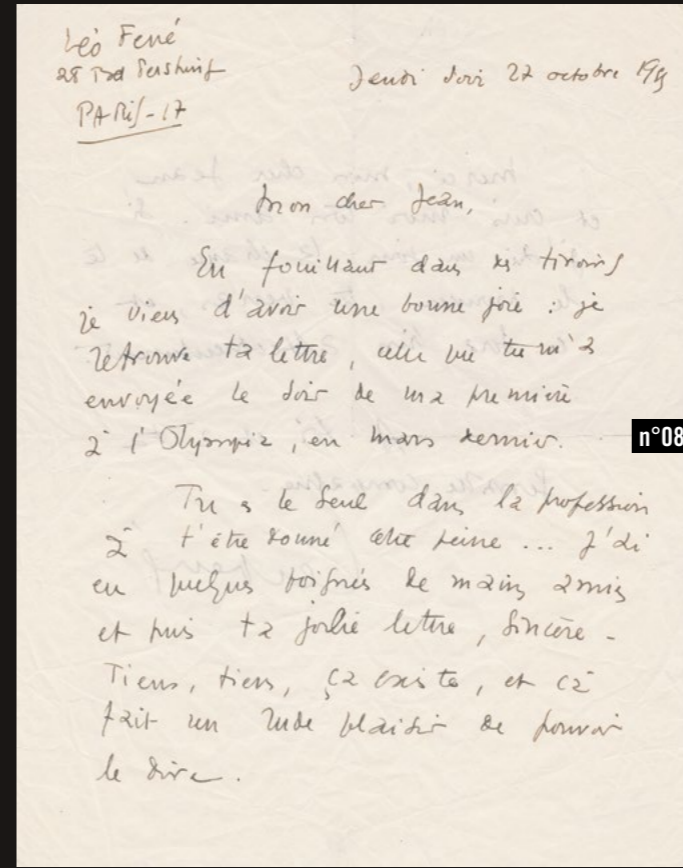 Léo Ferré
28 Bd Pershing
PARIS-17
Jeudi soir 27 octobre 1955
Mon cher Jean,
En fouillant dans des tiroirs
je viens d'avoir une bonne joie : je
retrouve ta lettre, celle que tu m'as
envoyée le soir de ma première
à l'Olympia, en mars dernier.
n°08
Tu es le seul dans la profession
à t'être donné cette peine ... J'ai
eu quelques poignées de mains amies
et puis ta jolie lettre, sincère -
Tiens, tiens, ça existe, et ça
fait un rude plaisir de pouvoir
le dire.